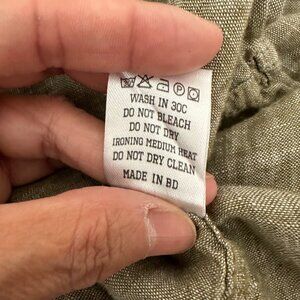 WASH IN 30C
DO NOT BLEACH
DO NOT DRY
IRONING MEDIUM HEAT
DO NOT DRY CLEAN
MADE IN BD